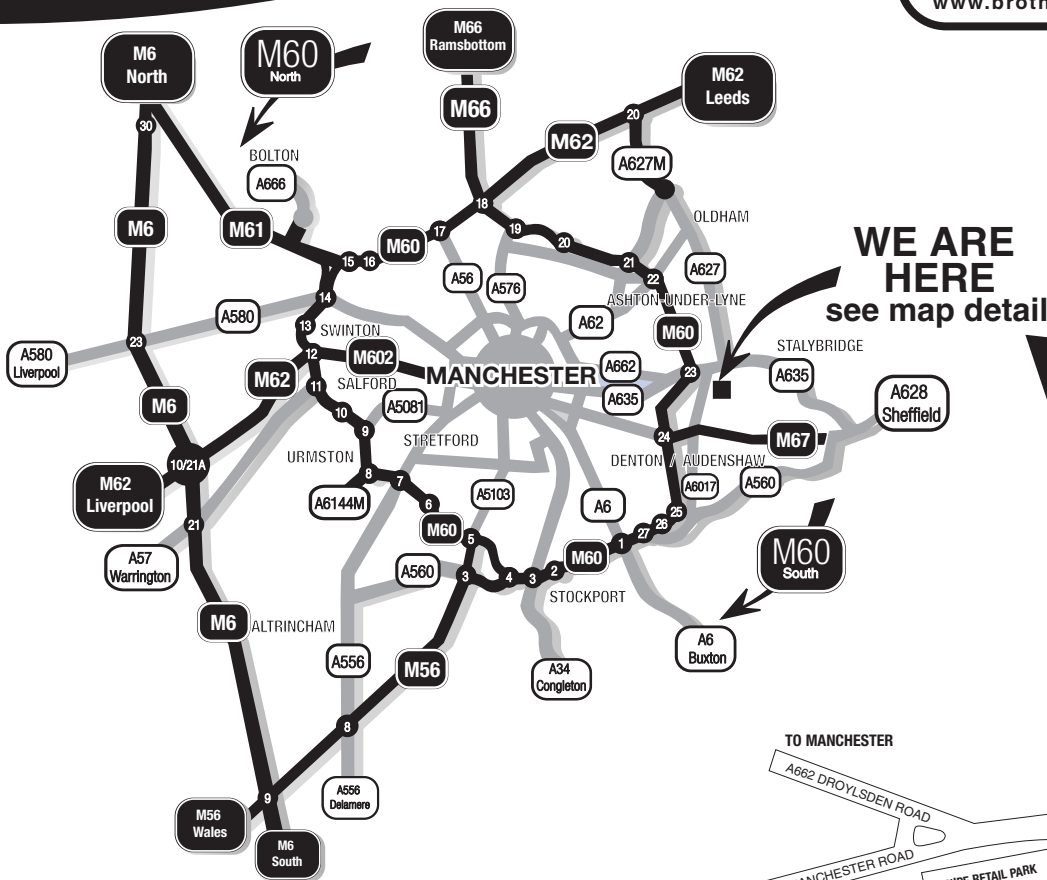 www.broth
M66
Ramsbottom
M6
North
M60
North
M62
Leeds
M66
20
M62
30
BOLTON
A627M
A666
18
OLDHAM
M6
M61
17
19
M60
20
WE ARE
HERE
see map detail
15
16
21
A56
A576
A627
22
14
ASHTON-UNDER-LYNE
A580
A62
13
SWINTON
M60
23
STALYBRIDGE
12
M602
A580
Liverpool
A662
23
M62
MANCHESTER
A635
SALFORD
11
A635
A628
Sheffield
M6
A5081
10
9
24
STRETFORD
M67
URMSTON
DENTON / AUDENSHAW
10/21A
8
7
M62
Liverpool
A6017
A560
A6144M
A5103
6
A6
25
21
M60
26
27
5
1
M60
South
A57
Warrington
A560
M60
3
4
3
2
STOCKPORT
M6
ALTRINCHAM
A6
Buxton
A556
M56
A34
Congleton
8
TO MANCHESTER
A662 DROYLSDEN ROAD
A556
Delamere
9
M56
Wales
M6
South
ANCHESTER ROAD
RETAIL PARK